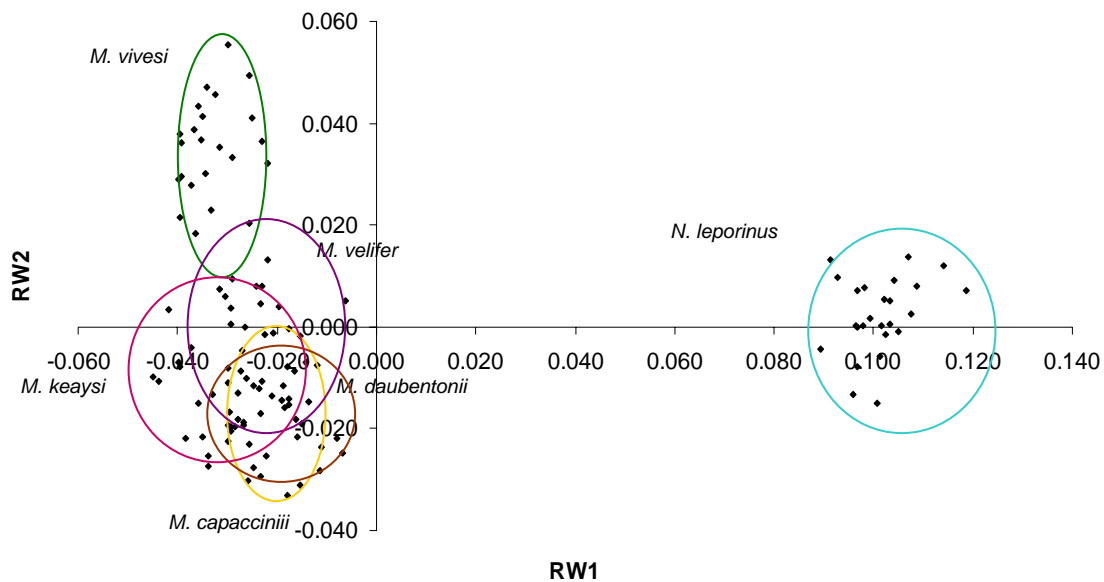 0.060
M. vivesi
0.040
N. leporinus
0.020
M. velifer
RW2
0.000
-0.060 -0.040 -0.020 0.000 0.020 0.040 0.060 0.080 0.100 0.120 0.140
M. keaysi M. daubentonii
-0.020
M. capacciniii
-0.040
RW1